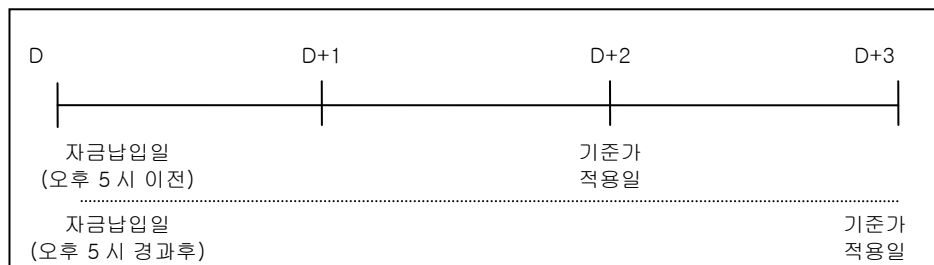 D D+1 D+2 D+3
자금납입일 기준가
(오후 5 시 이전) 적용일
자금납입일 기준가
(오후 5 시 경과후) 적용일